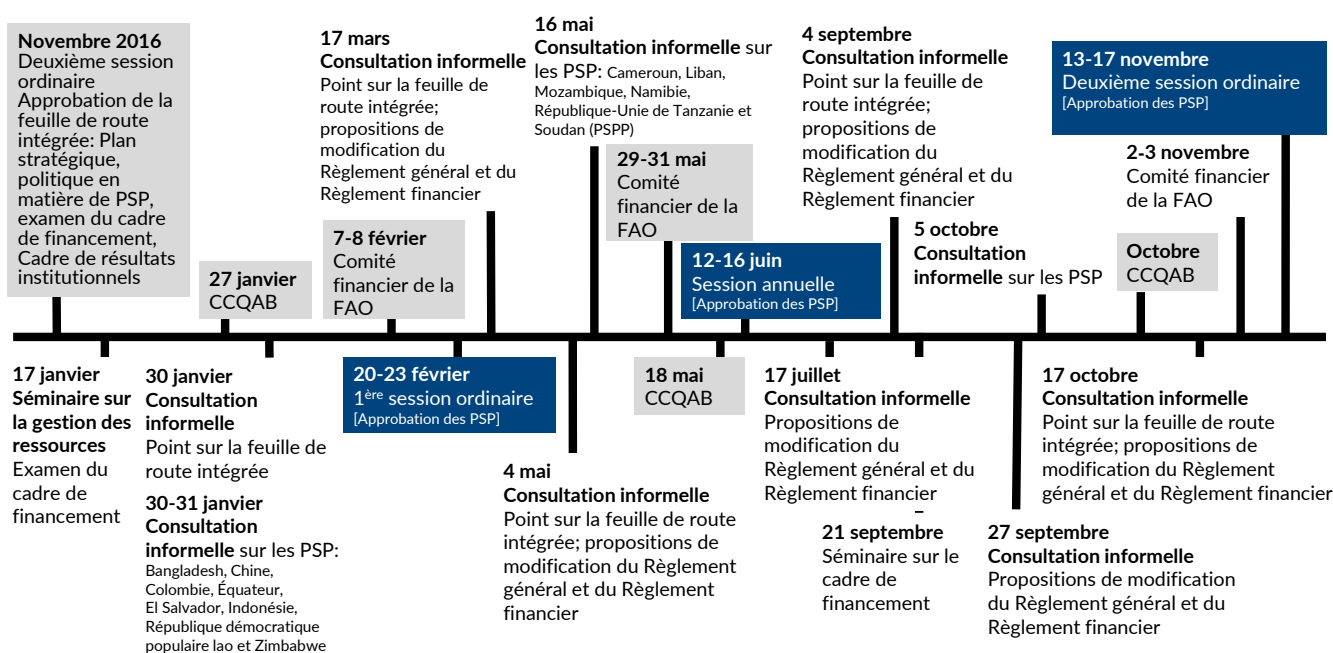 Novembre 2016
Deuxième session
ordinaire
Approbation de la
feuille de route
intégrée: Plan
stratégique,
politique en
matière de PSP,
examen du cadre
de financement,
Cadre de résultats
institutionnels
27 janvier
CCQAB
17 mars
Consultation informelle
Point sur la feuille de
route intégrée;
propositions de
modification du
Règlement général et du
Règlement financier
7-8 février
Comité
financier de la
FAO
16 mai
Consultation informelle sur
les PSP: Cameroun, Liban,
Mozambique, Namibie,
République-Unie de Tanzanie et
Soudan (PSPP)
29-31 mai
Comité
financier de la
FAO
12-16 juin
Session annuelle
[Approbation des PSP]
4 septembre
Consultation informelle
Point sur la feuille de
route intégrée;
propositions de
modification du
Règlement général et du
Règlement financier
5 octobre
Consultation
informelle sur les PSP
13-17 novembre
Deuxième session ordinaire
[Approbation des PSP]
2-3 novembre
Comité financier
de la FAO
Octobre
CCQAB
17 janvier
Séminaire sur
la gestion des
ressources
Examen du
cadre de
financement
30 janvier
Consultation
informelle
Point sur la feuille de
route intégrée
30-31 janvier
Consultation
informelle sur les PSP:
Bangladesh, Chine,
Colombie, Équateur,
El Salvador, Indonésie,
République démocratique
populaire lao et Zimbabwe
20-23 février
1ère session ordinaire
[Approbation des PSP]
4 mai
Consultation informelle
Point sur la feuille de route
intégrée; propositions de
modification du Règlement
général et du Règlement
financier
18 mai
CCQAB
17 juillet
Consultation informelle
Propositions de
modification du
Règlement général et du
Règlement financier
21 septembre
Séminaire sur le
cadre de
financement
27 septembre
Consultation informelle
Propositions de modification
du Règlement général et du
Règlement financier
17 octobre
Consultation informelle
Point sur la feuille de route
intégrée; propositions de
modification du Règlement
général et du Règlement financier